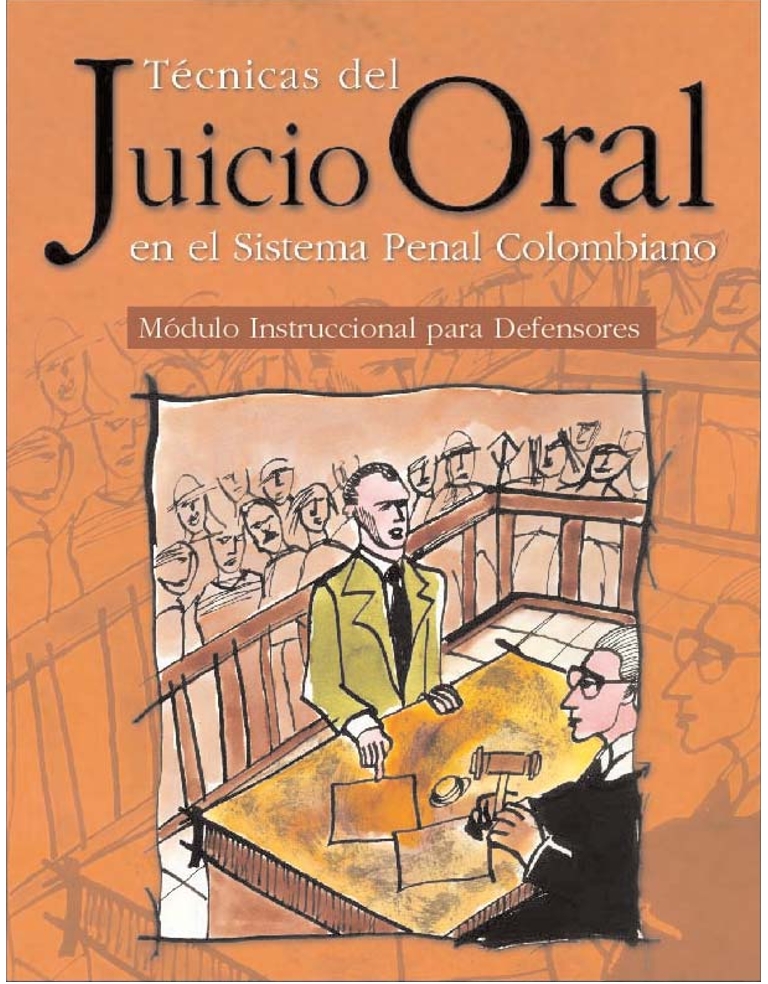 Técnicas del
Juicio Oral
en el Sistema Penal Colombiano
Módulo Instruccional para Defensores